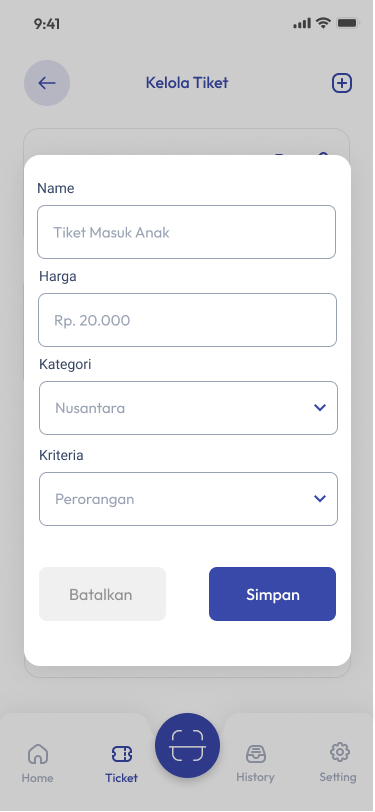 9:41
Kelola Tiket
Name
Tiket Masuk Anak
Harga
Rp. 20.000
Kategori
Nusantara
Kriteria
Perorangan
Batalkan
Simpan
Home
Ticket
History
Setting